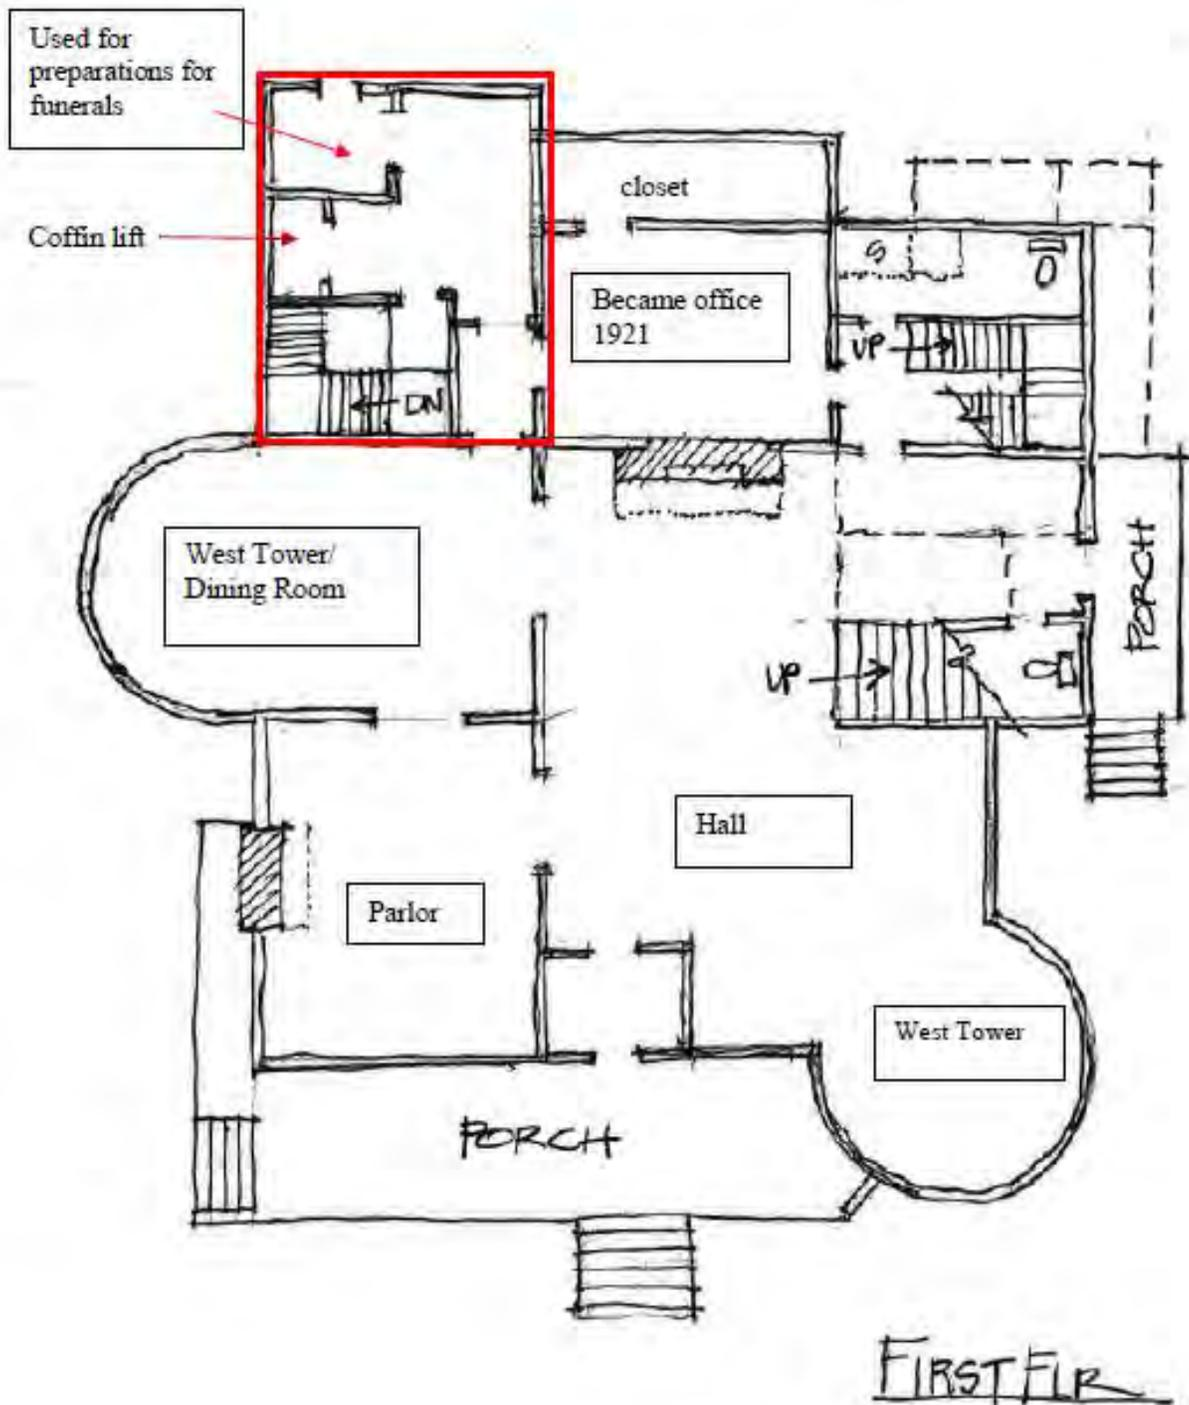 Used for
preparations for
funerals
closet
Coffin lift
S
Became office
1921
UP
DN
West Tower/
Dining Room
PORCH
UP
Hall
Parlor
West Tower
PORCH
FIRST FLR